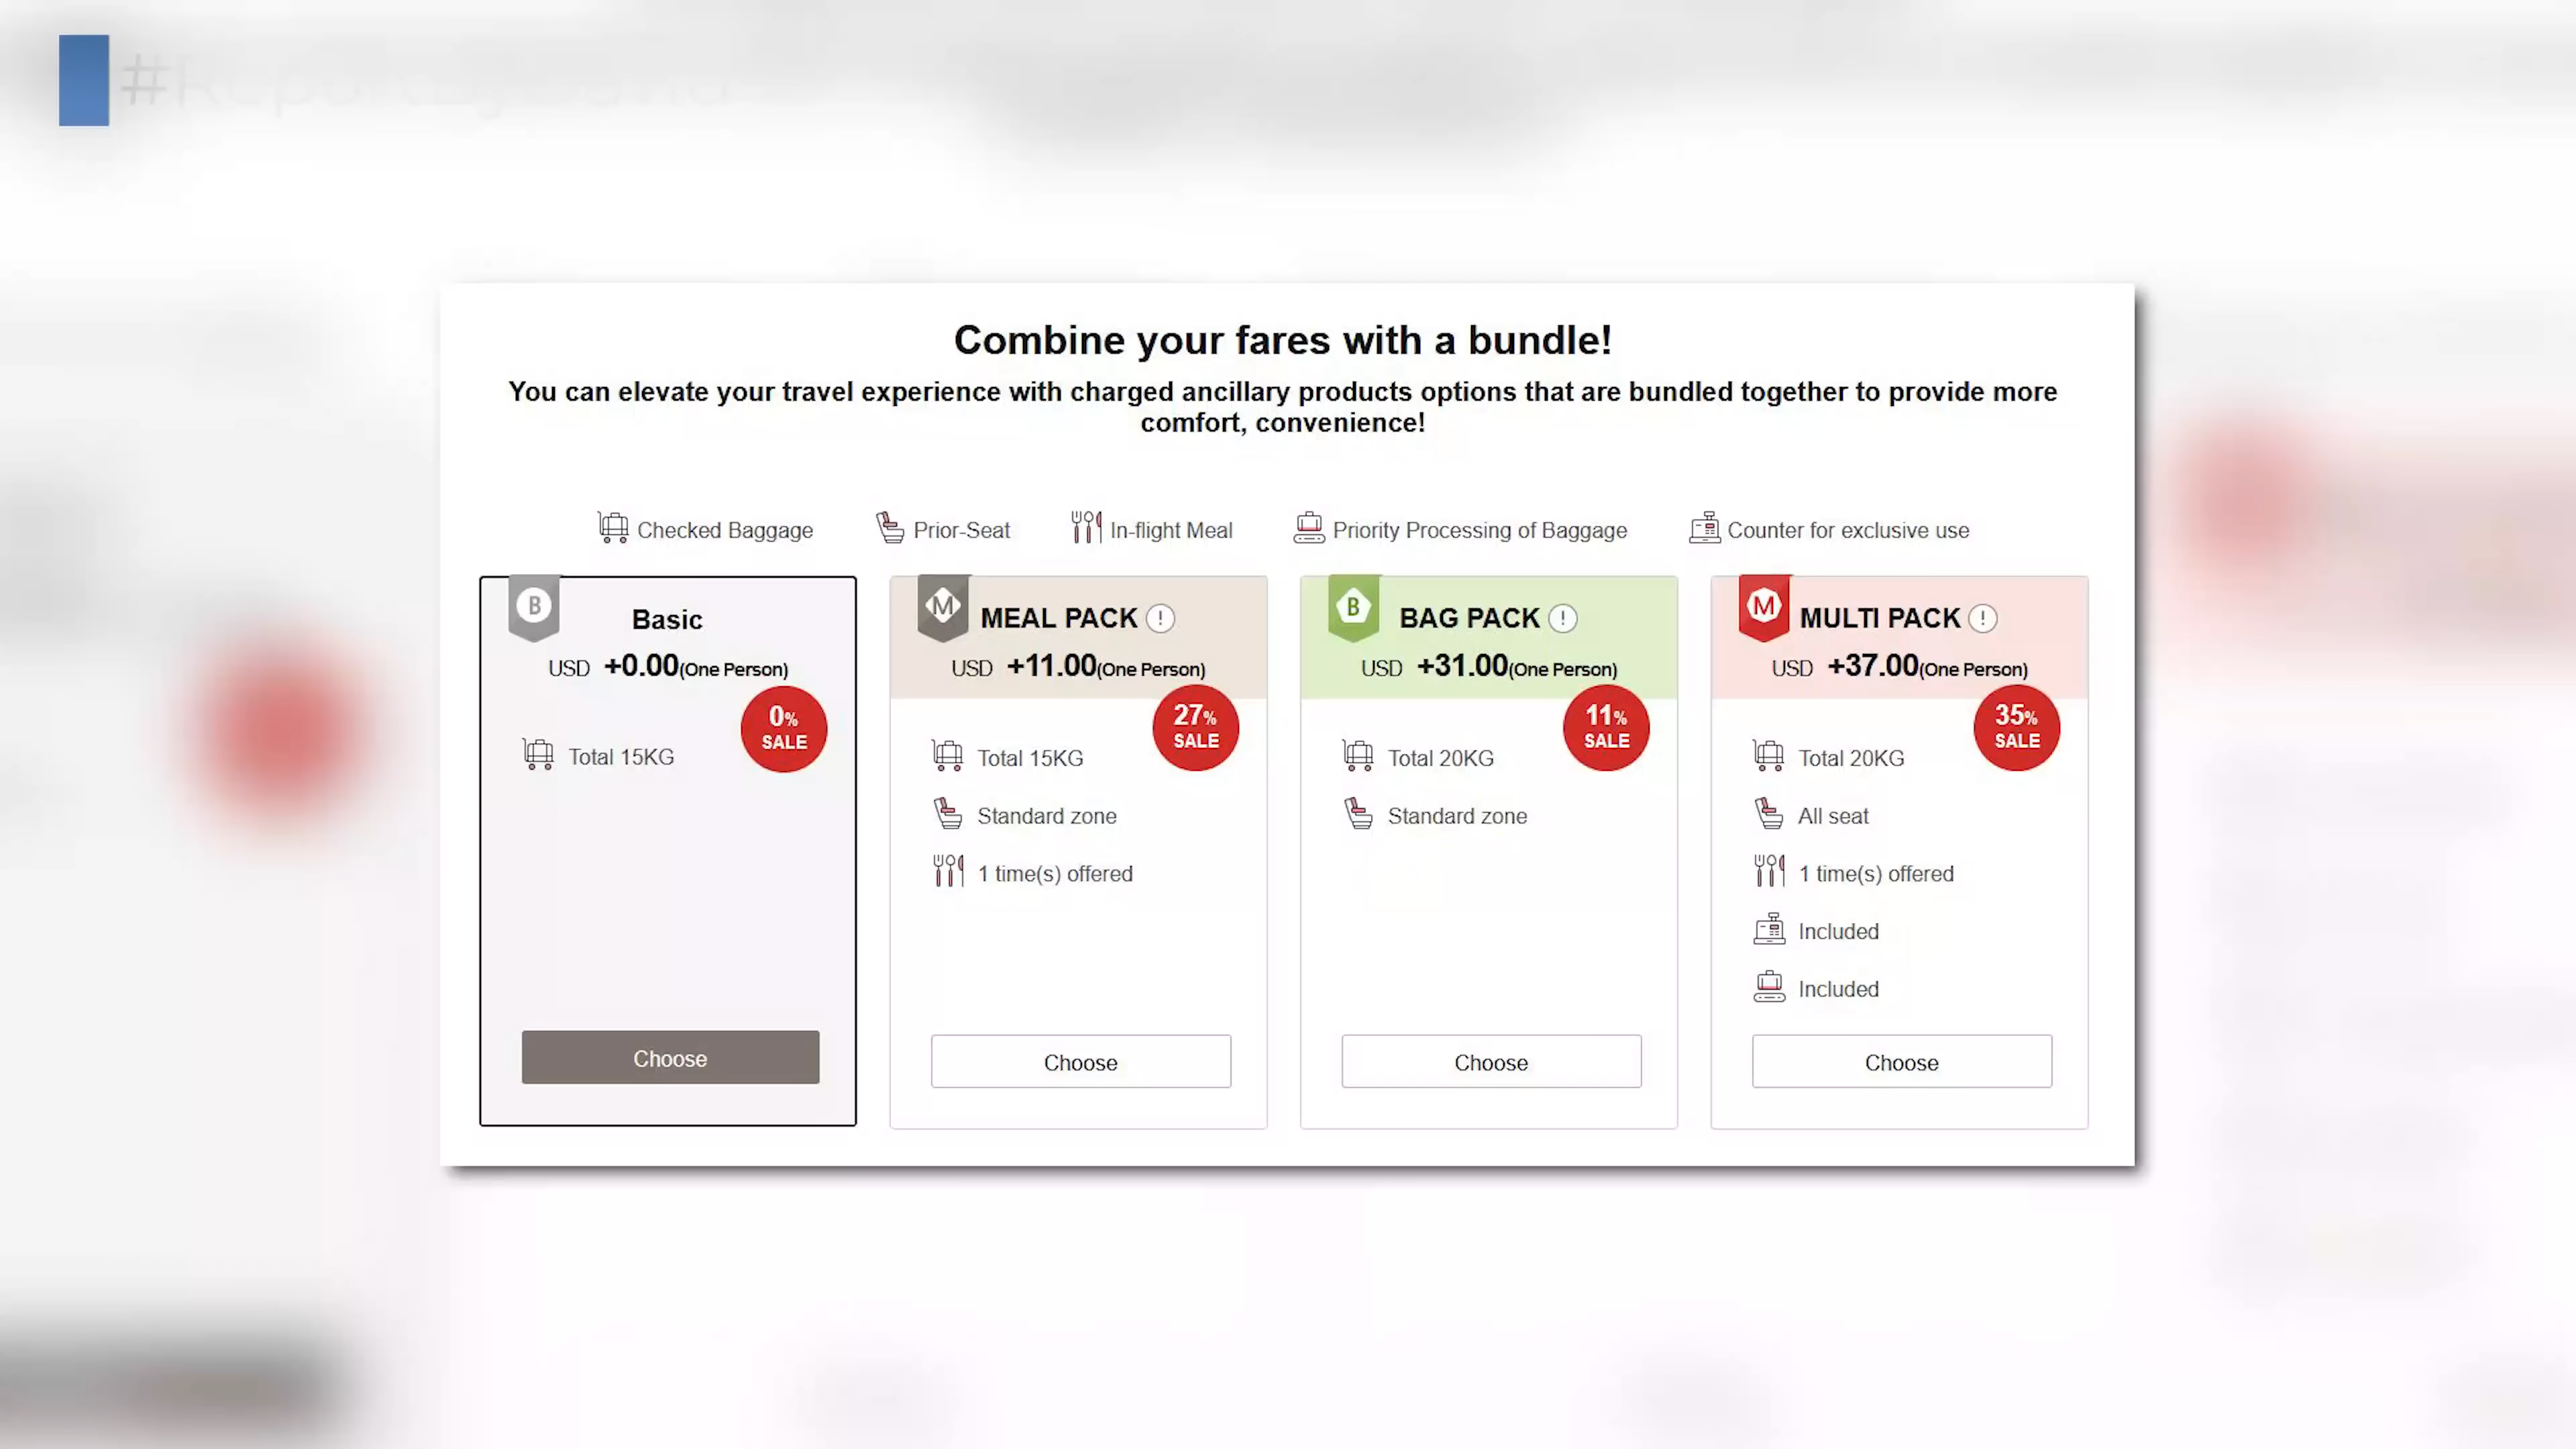 Combine your fares with a bundle!
You can elevate your travel experience with charged ancillary products options that are bundled together to provide more
comfort, convenience!
Checked Baggage
Prior-Seat
In-flight Meal
Priority Processing of Baggage
Counter for exclusive use
B
Basic
USD +0.00(One Person)
0% SALE
Total 15KG
Choose
M
MEAL PACK !
USD +11.00(One Person)
27% SALE
Total 15KG
Standard zone
1 time(s) offered
Choose
B
BAG PACK !
USD +31.00(One Person)
11% SALE
Total 20KG
Standard zone
Choose
M
MULTI PACK !
USD +37.00(One Person)
35% SALE
Total 20KG
All seat
1 time(s) offered
Included
Included
Choose